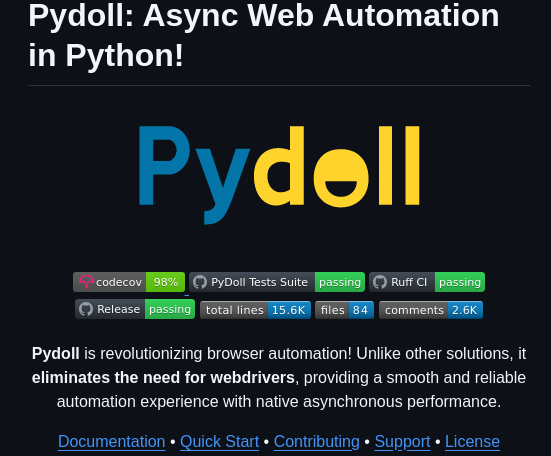 Pydoll: Async Web Automation
in Python!
Pydoll
codecov 98% PyDoll Tests Suite passing Ruff CI passing
Release passing total lines 15.6K files 84 comments 2.6K
Pydoll is revolutionizing browser automation! Unlike other solutions, it
eliminates the need for webdrivers, providing a smooth and reliable
automation experience with native asynchronous performance.
Documentation • Quick Start • Contributing • Support • License